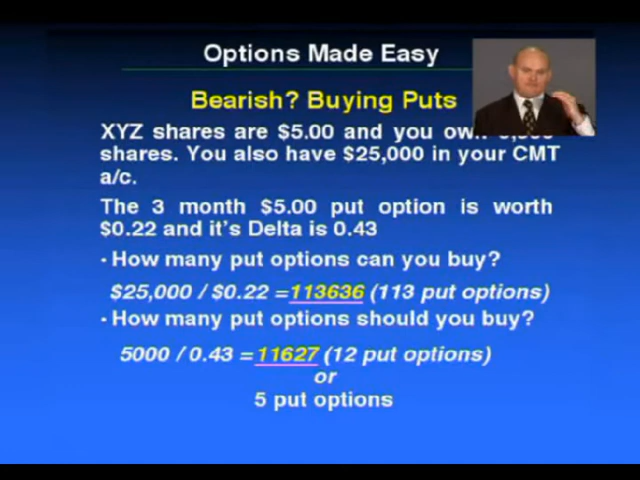 Options Made Easy
Bearish? Buying Puts
XYZ shares are $5.00 and you own
shares. You also have $25,000 in your CMT
a/c.
The 3 month $5.00 put option is worth
$0.22 and it's Delta is 0.43
· How many put options can you buy?
$25,000 / $0.22 =113636 (113 put options)
· How many put options should you buy?
5000 / 0.43 =11627 (12 put options)
or
5 put options